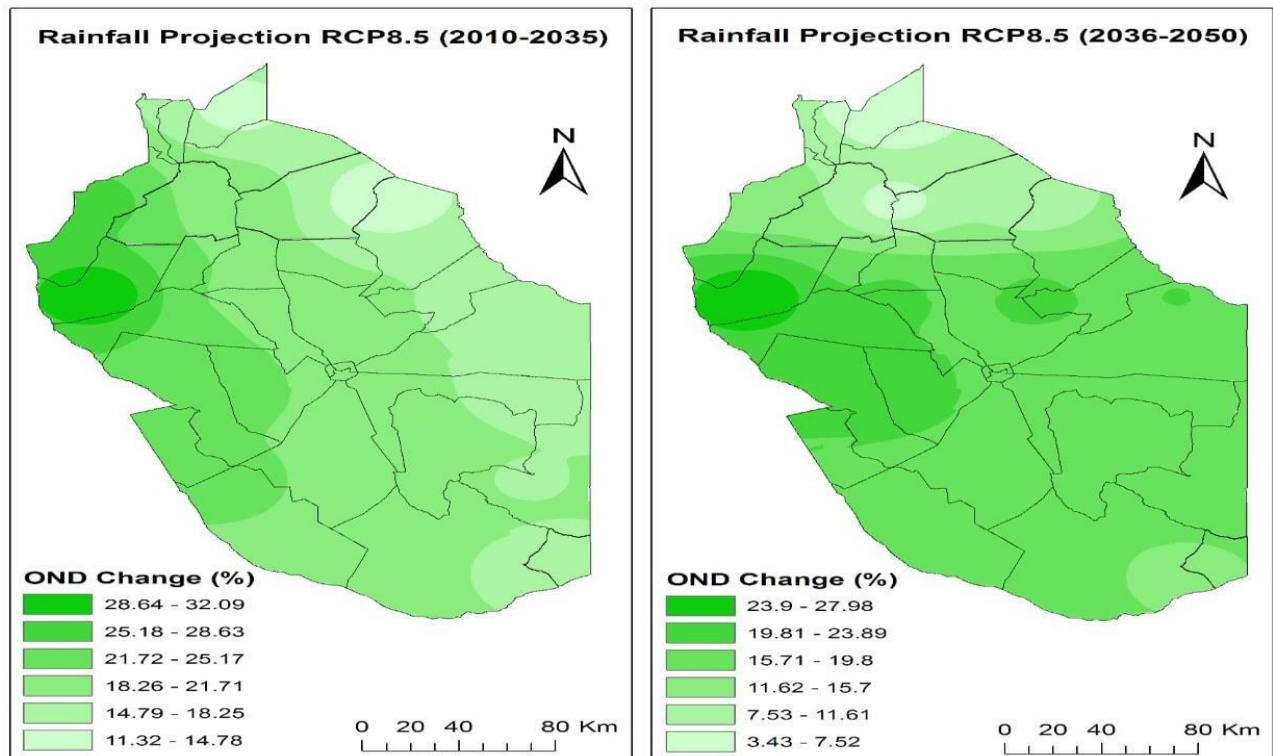 Rainfall Projection RCP8.5 (2010-2035)
N
OND Change (%)
28.64 - 32.09
25.18 - 28.63
21.72 - 25.17
18.26 - 21.71
14.79 - 18.25
11.32 - 14.78
0 20 40 80 Km
Rainfall Projection RCP8.5 (2036-2050)
N
OND Change (%)
23.9 - 27.98
19.81 - 23.89
15.71 - 19.8
11.62 - 15.7
7.53 - 11.61
3.43 - 7.52
0 20 40 80 Km